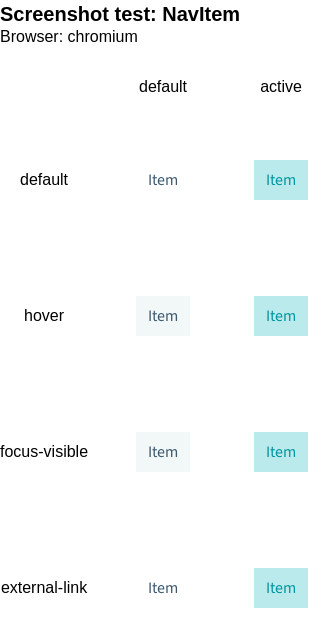 Screenshot test: NavItem
Browser: chromium
default active
default Item Item
hover Item Item
focus-visible Item Item
external-link Item Item